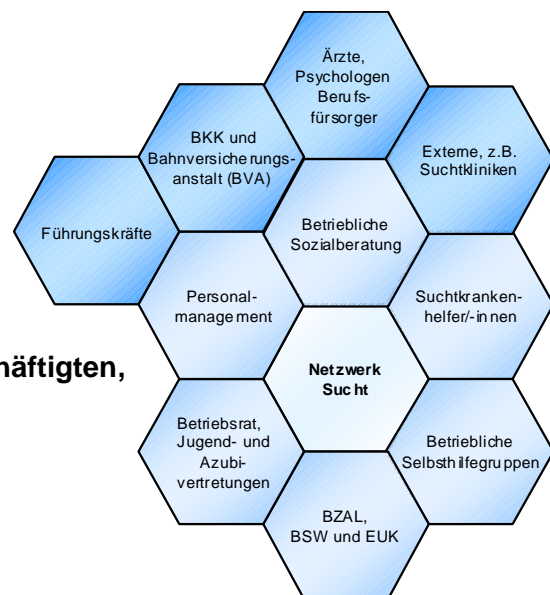 Ärzte,
Psychologen
Berufs-
fürsorger
BKK und
Bahnversicherungs-
anstalt (BVA)
Externe, z.B.
Suchtkliniken
Führungskräfte
Betriebliche
Sozialberatung
Personal-
management
Suchtkranken-
helfer/-innen
Netzwerk
Sucht
häftigten,
Betriebsrat,
Jugend- und
Azubi-
vertretungen
Betriebliche
Selbsthilfegruppen
BZAL,
BSW und EUK